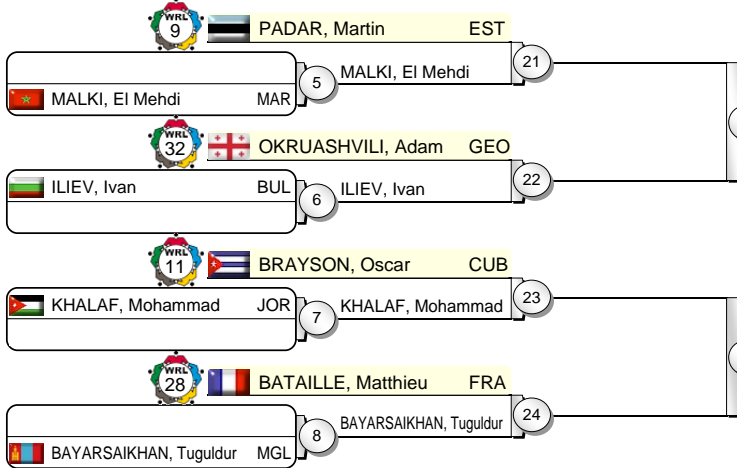 WRL
9
PADAR, Martin EST
21
5
MALKI, El Mehdi
MALKI, El Mehdi MAR
WRL
32
OKRUASHVILI, Adam GEO
22
ILIEV, Ivan BUL
6
ILIEV, Ivan
WRL
11
BRAYSON, Oscar CUB
23
KHALAF, Mohammad JOR
7
KHALAF, Mohammad
WRL
28
BATAILLE, Matthieu FRA
24
8
BAYARSAIKHAN, Tuguldur
BAYARSAIKHAN, Tuguldur MGL